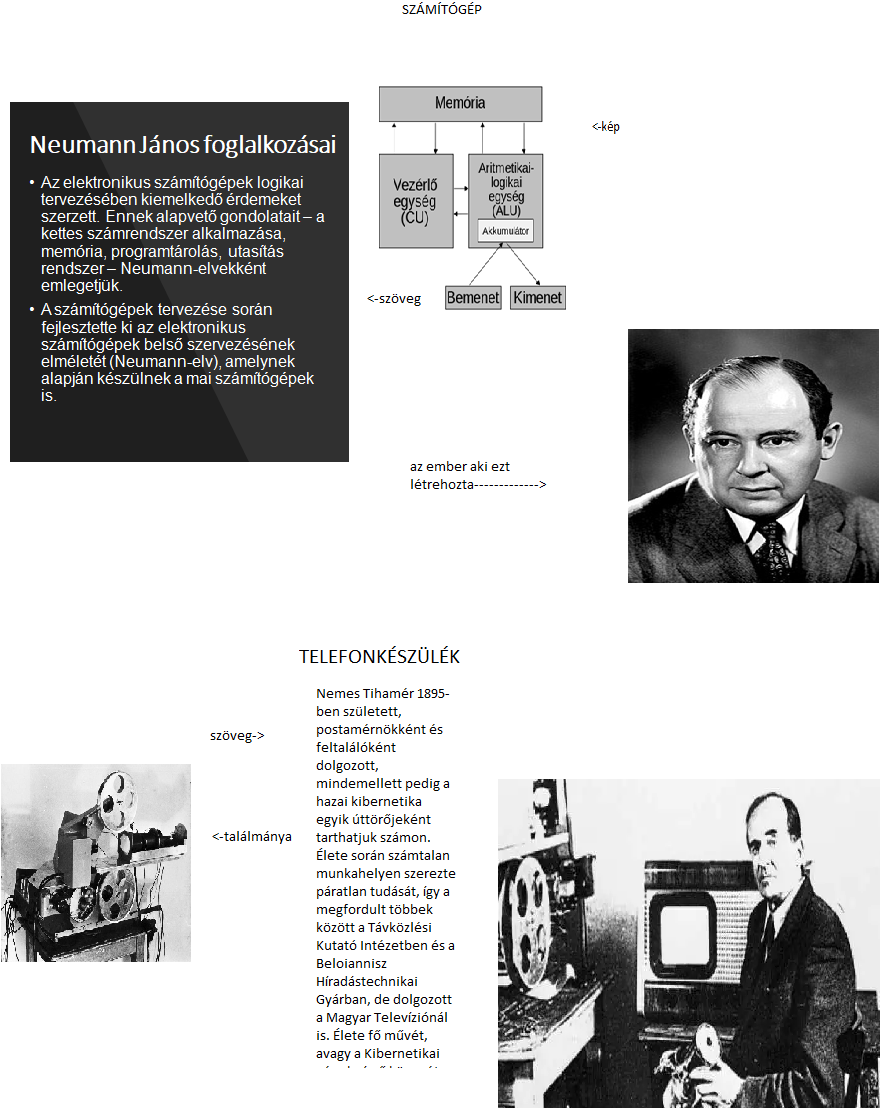 SZÁMÍTÓGÉP
Memória
<-kép
Neumann János foglalkozásai
• Az elektronikus számítógépek logikai
tervezésében kiemelkedő érdemeket
szerzett. Ennek alapvető gondolatait – a
kettes számrendszer alkalmazása,
memória, programtárolás, utasítás
rendszer – Neumann-elvekként
emlegetjük.
• A számítógépek tervezése során
fejlesztette ki az elektronikus
számítógépek belső szervezésének
elméletét (Neumann-elv), amelynek
alapján készülnek a mai számítógépek
is.
Vezérlő
egység
(CU)
Aritmetikai-
logikai
egység
(ALU)
Akkumulátor
<-szöveg
Bemenet
Kimenet
az ember aki ezt
létrehozta------------->
TELEFONKÉSZÜLÉK
szöveg->
<-találmánya
Nemes Tihamér 1895-
ben született,
postamérnökként és
feltalálóként
dolgozott,
mindemellett pedig a
hazai kibernetika
egyik úttörőjeként
tarthatjuk számon.
Élete során számtalan
munkahelyen szerezte
páratlan tudását, így a
megfordult többek
között a Távközlési
Kutató Intézetben és a
Beloiannisz
Híradástechnikai
Gyárban, de dolgozott
a Magyar Televíziónál
is. Élete fő művét,
avagy a Kibernetikai